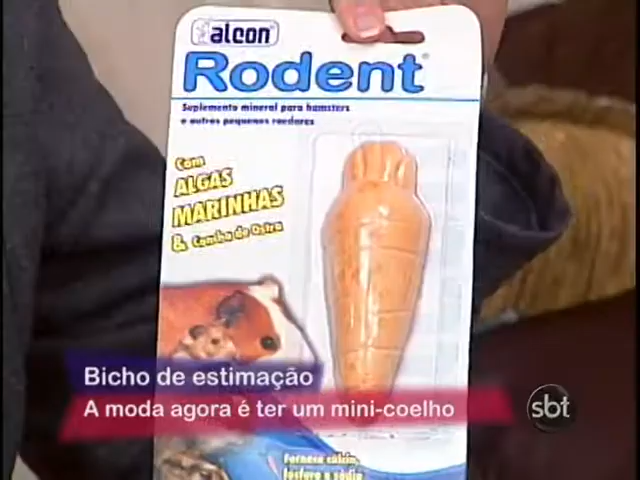 alcon
Rodent®
Suplemento mineral para hamsters
e outros pequenos roedores
Com
ALGAS
MARINHAS
& Concha de Ostra
Bicho de estimação
A moda agora é ter um mini-coelho
sbt
Fornece cálcio,
fósforo e sódio